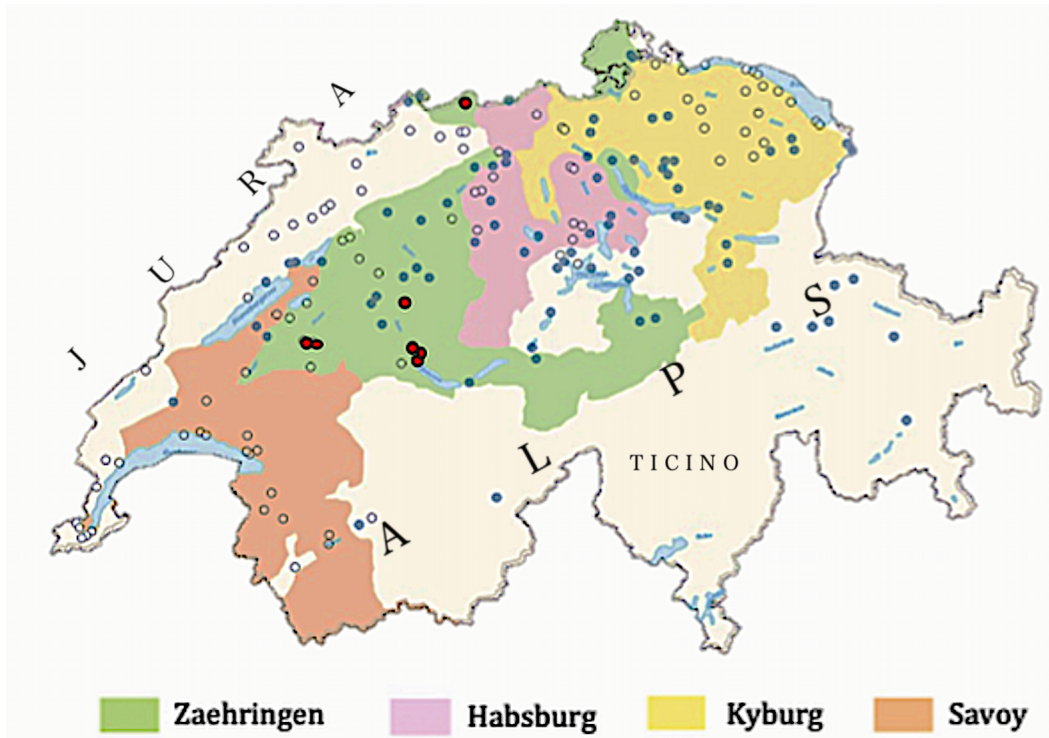 J U R A
A L P S
TICINO
Zaehringen
Habsburg
Kyburg
Savoy